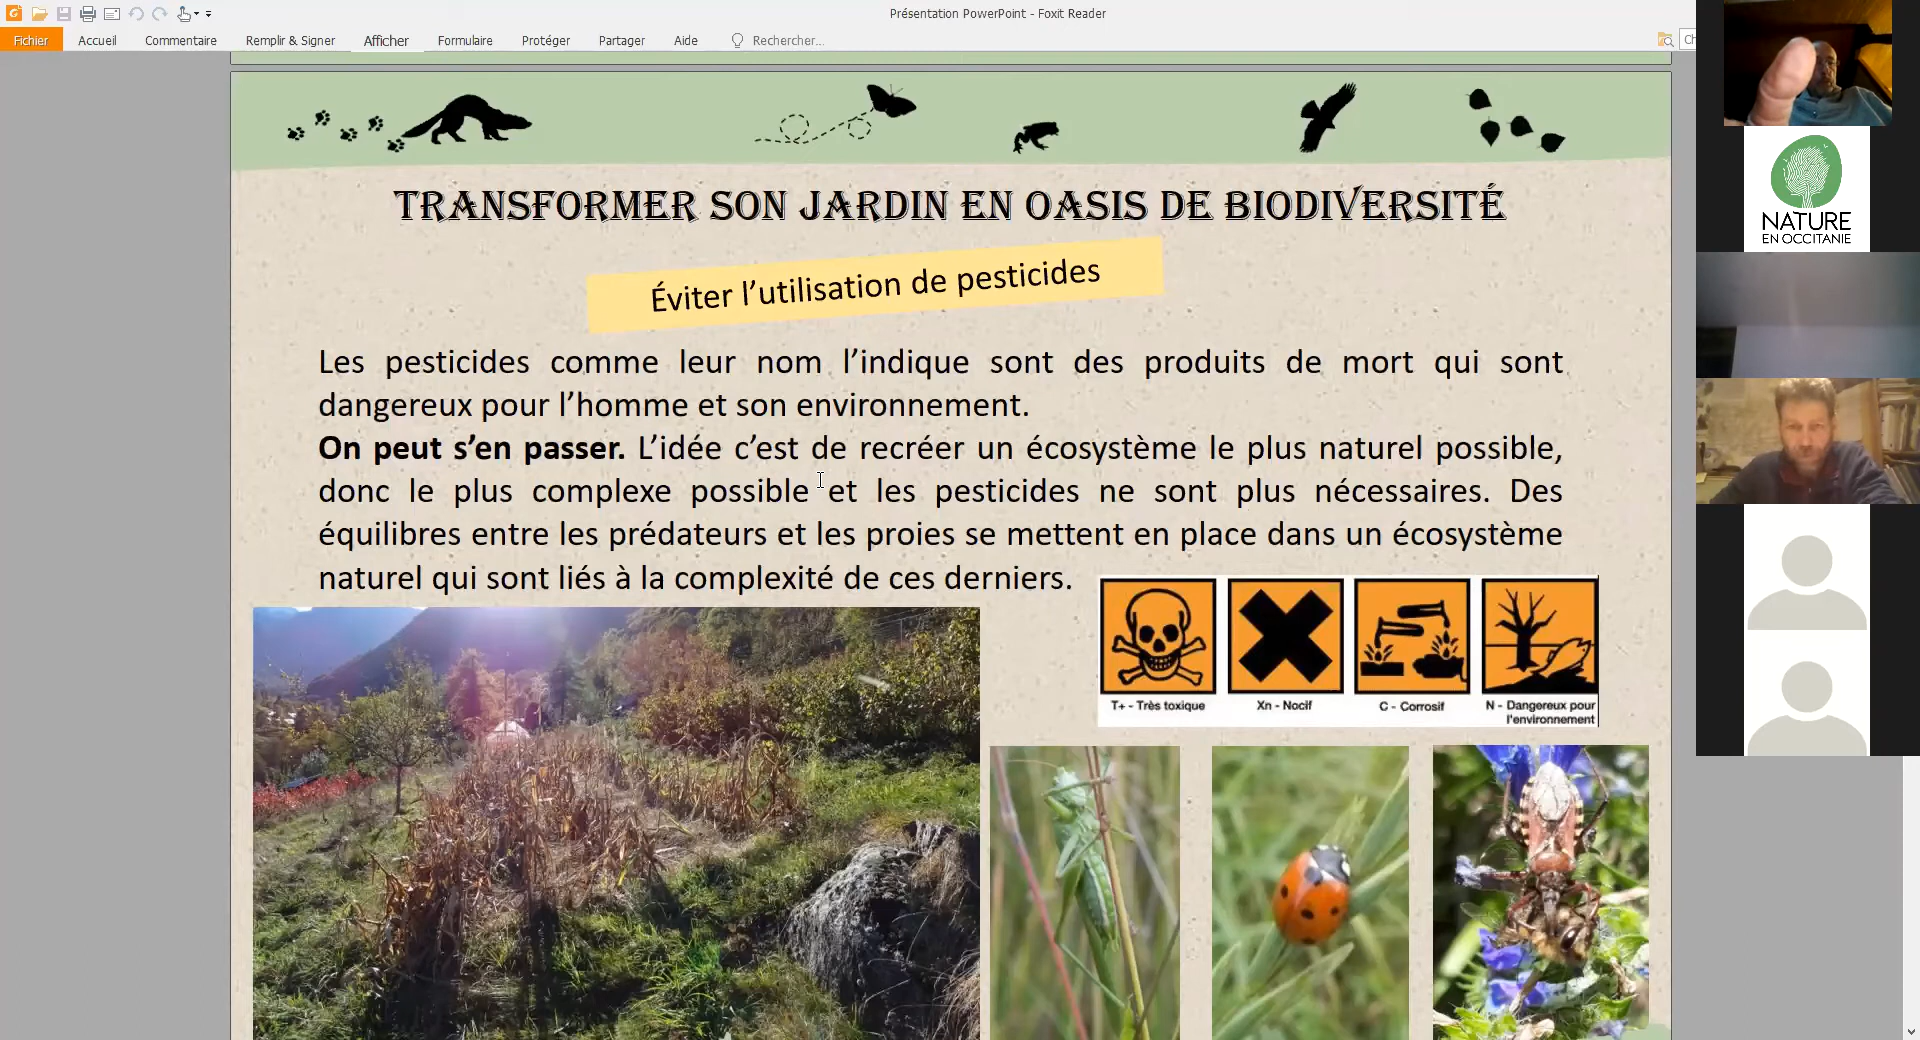 Présentation PowerPoint - Foxit Reader
Fichier Accueil Commentaire Remplir & Signer Afficher Formulaire Protéger Partager Aide Rechercher...
TRANSFORMER SON JARDIN EN OASIS DE BIODIVERSITÉ
Éviter l’utilisation de pesticides
Les pesticides comme leur nom l’indique sont des produits de mort qui sont
dangereux pour l’homme et son environnement.
On peut s’en passer. L’idée c’est de recréer un écosystème le plus naturel possible,
donc le plus complexe possible et les pesticides ne sont plus nécessaires. Des
équilibres entre les prédateurs et les proies se mettent en place dans un écosystème
naturel qui sont liés à la complexité de ces derniers.
T+ - Très toxique
Xn - Nocif
C - Corrosif
N - Dangereux pour
l'environnement
NATURE
EN OCCITANIE